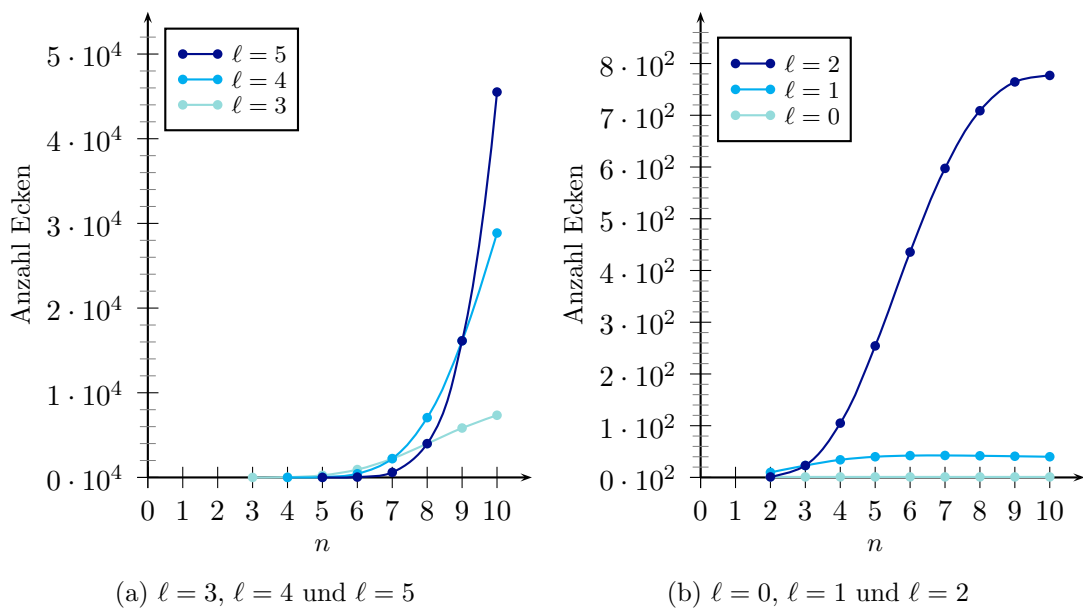 ℓ = 5
ℓ = 4
ℓ = 3
5 · 10⁴
4 · 10⁴
3 · 10⁴
2 · 10⁴
1 · 10⁴
0 · 10⁴
Anzahl Ecken
0 1 2 3 4 5 6 7 8 9 10
n
(a) ℓ = 3, ℓ = 4 und ℓ = 5
ℓ = 2
ℓ = 1
ℓ = 0
8 · 10²
7 · 10²
6 · 10²
5 · 10²
4 · 10²
3 · 10²
2 · 10²
1 · 10²
0 · 10²
Anzahl Ecken
0 1 2 3 4 5 6 7 8 9 10
n
(b) ℓ = 0, ℓ = 1 und ℓ = 2